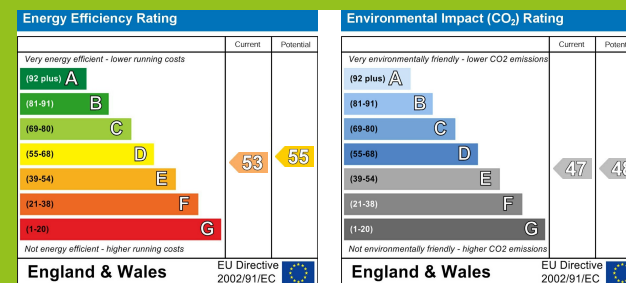 Energy Efficiency Rating
Current Potential
Very energy efficient - lower running costs
(92 plus) A
(81-91) B
(69-80) C
(55-68) D
(39-54) E
(21-38) F
(1-20) G
53
55
Not energy efficient - higher running costs
England & Wales
EU Directive
2002/91/EC
Environmental Impact (CO₂) Rating
Current
Very environmentally friendly - lower CO2 emissions
(92 plus) A
(81-91) B
(69-80) C
(55-68) D
(39-54) E
(21-38) F
(1-20) G
47
48
Not environmentally friendly - higher CO2 emissions
England & Wales
EU Directive
2002/91/EC